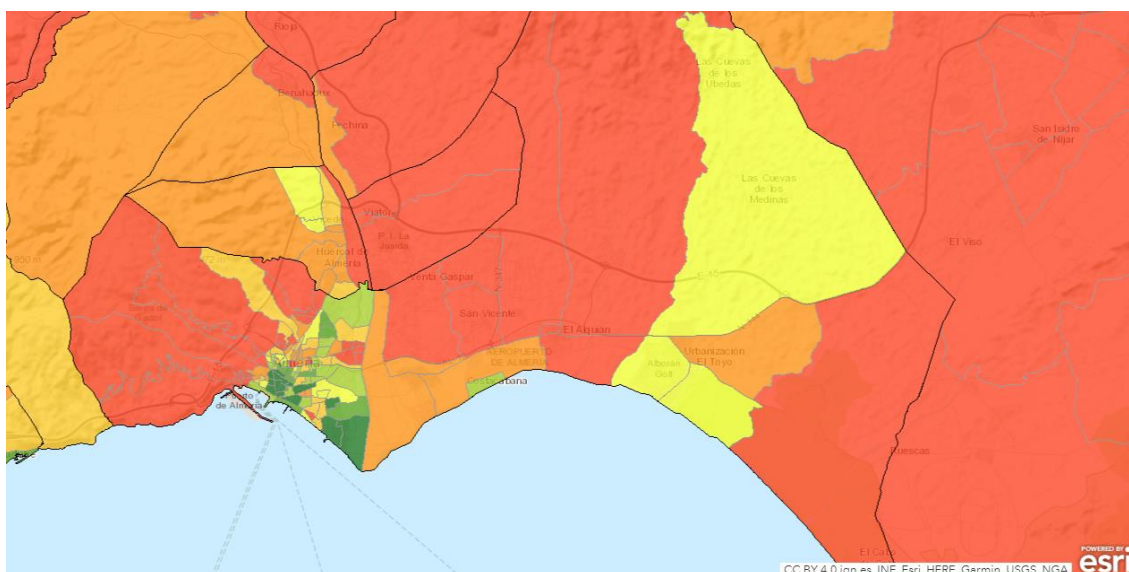 Rioja
A-7
Las Cuevas
de los
Ubedas
Benahadux
Pechina
San Isidro
de Níjar
Las Cuevas
de los
Medinas
Viator
P. I. La
Juaida
El Viso
Huércal de
Almería
Venta Gaspar
San Vicente
El Alquián
AEROPUERTO
DE ALMERÍA
Costacabana
Urbanización
El Toyo
Alborán
Golf
Almería
Puerto
de Almería
Ruescas
El Cabo
POWERED BY
esri
CC BY 4.0 ign.es, INE, Esri, HERE, Garmin, USGS, NGA